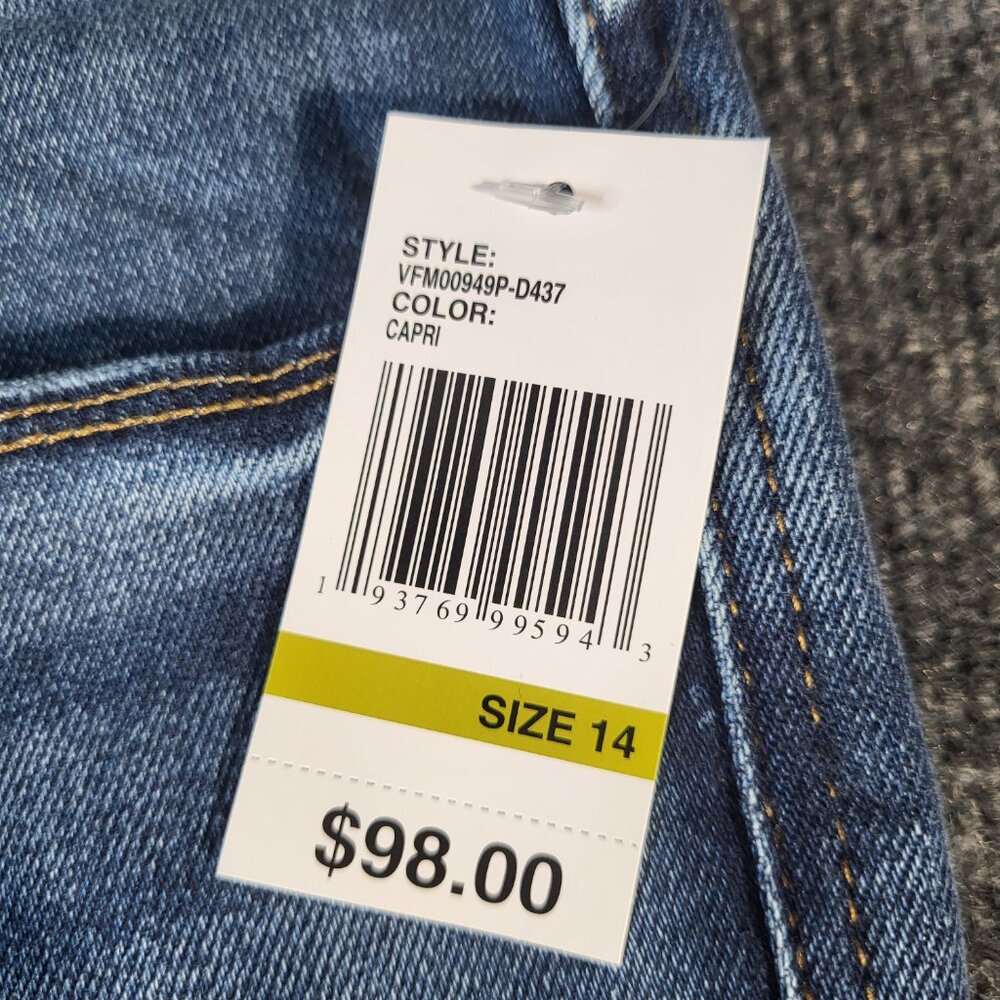 STYLE:
VFM00949P-D437
COLOR:
CAPRI
1 93769 99594 3
SIZE 14
$98.00